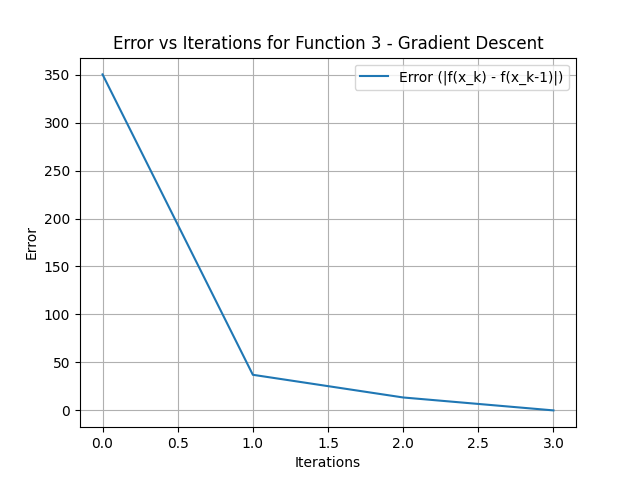 Error vs Iterations for Function 3 - Gradient Descent
Error (|f(x_k) - f(x_k-1)|)
350
300
250
200
150
100
50
0
Error
0.0 0.5 1.0 1.5 2.0 2.5 3.0
Iterations